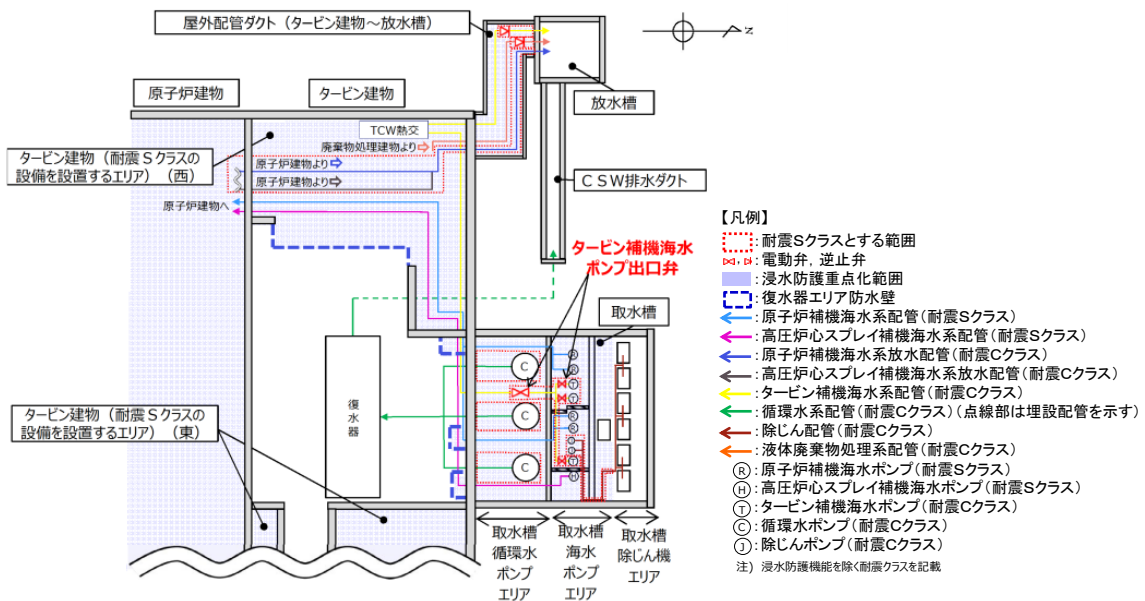 屋外配管ダクト(タービン建物~放水槽)
N
原子炉建物
タービン建物
放水槽
TCW熱交
廃棄物処理建物より⇨
タービン建物(耐震Sクラスの
設備を設置するエリア)(西)
原子炉建物より⇨
原子炉建物より⇨
原子炉建物へ
CSW排水ダクト
タービン補機海水
ポンプ出口弁
取水槽
復水器
C
C
C
R
R
T
R
R
T
H
タービン建物(耐震Sクラスの
設備を設置するエリア)(東)
取水槽
循環水
ポンプ
エリア
取水槽
海水
ポンプ
エリア
取水槽
除じん機
エリア
【凡例】
:耐震Sクラスとする範囲
:電動弁, 逆止弁
:浸水防護重点化範囲
:復水器エリア防水壁
:原子炉補機海水系配管(耐震Sクラス)
:高圧炉心スプレイ補機海水系配管(耐震Sクラス)
:原子炉補機海水系放水配管(耐震Cクラス)
:高圧炉心スプレイ補機海水系放水配管(耐震Cクラス)
:タービン補機海水系配管(耐震Cクラス)
:循環水系配管(耐震Cクラス)(点線部は埋設配管を示す)
:除じん配管(耐震Cクラス)
:液体廃棄物処理系配管(耐震Cクラス)
Ⓡ:原子炉補機海水ポンプ(耐震Sクラス)
Ⓗ:高圧炉心スプレイ補機海水ポンプ(耐震Sクラス)
Ⓣ:タービン補機海水ポンプ(耐震Cクラス)
Ⓒ:循環水ポンプ(耐震Cクラス)
Ⓙ:除じんポンプ(耐震Cクラス)
注) 浸水防護機能を除く耐震クラスを記載